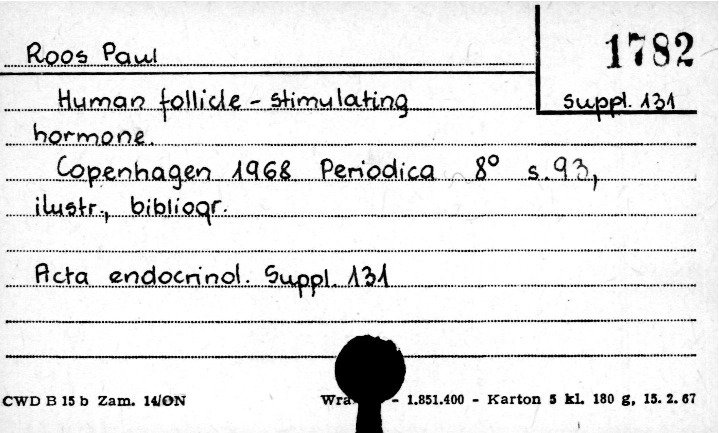 Roos Paul
1782
suppl. 131
Human follicle - stimulating
hormone.
Copenhagen 1968 Periodica 8° s.93,
ilustr., bibliogr.
Acta endocrinol. Suppl. 131
CWD B 15 b Zam. 14/ON - 1.851.400 - Karton 5 kl. 180 g, 15. 2. 67